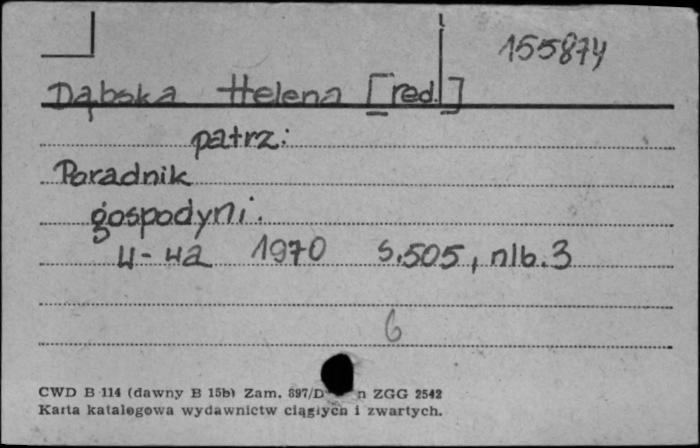 155874
Dąbska Helena [red.]
patrz:
Poradnik
gospodyni.
W-wa 1970 s.505, nlb.3
6
CWD B 114 (dawny B 15b) Zam. 897/D n ZGG 2542
Karta katalogowa wydawnictw ciągłych i zwartych.